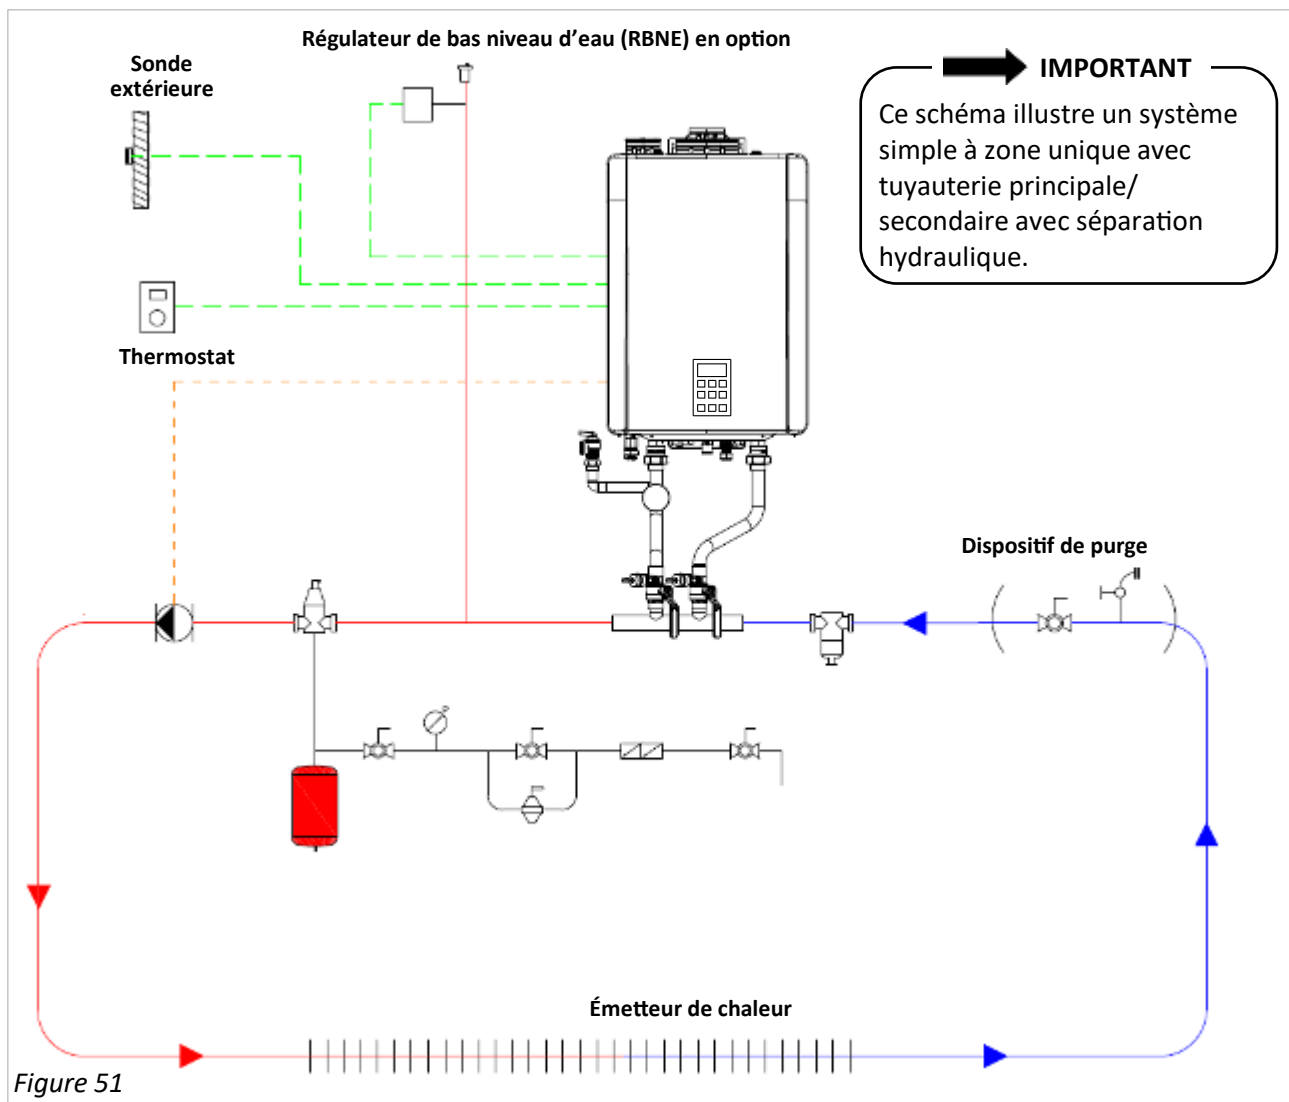 Régulateur de bas niveau d’eau (RBNE) en option
Sonde
extérieure
IMPORTANT
Ce schéma illustre un système
simple à zone unique avec
tuyauterie principale/
secondaire avec séparation
hydraulique.
Thermostat
Dispositif de purge
Émetteur de chaleur
Figure 51